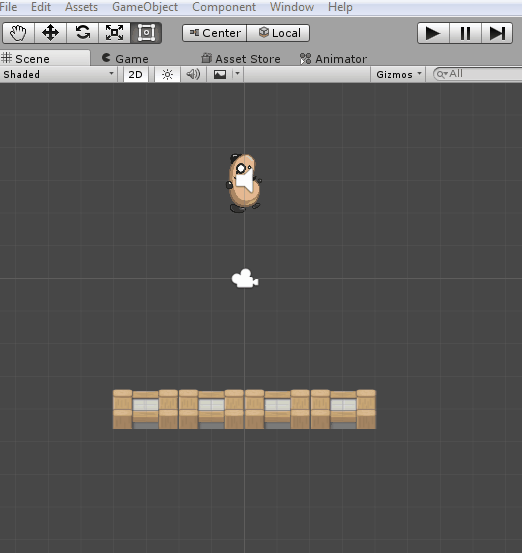 File Edit Assets GameObject Component Window Help
Center Local
Scene Game Asset Store Animator
Shaded 2D Gizmos All